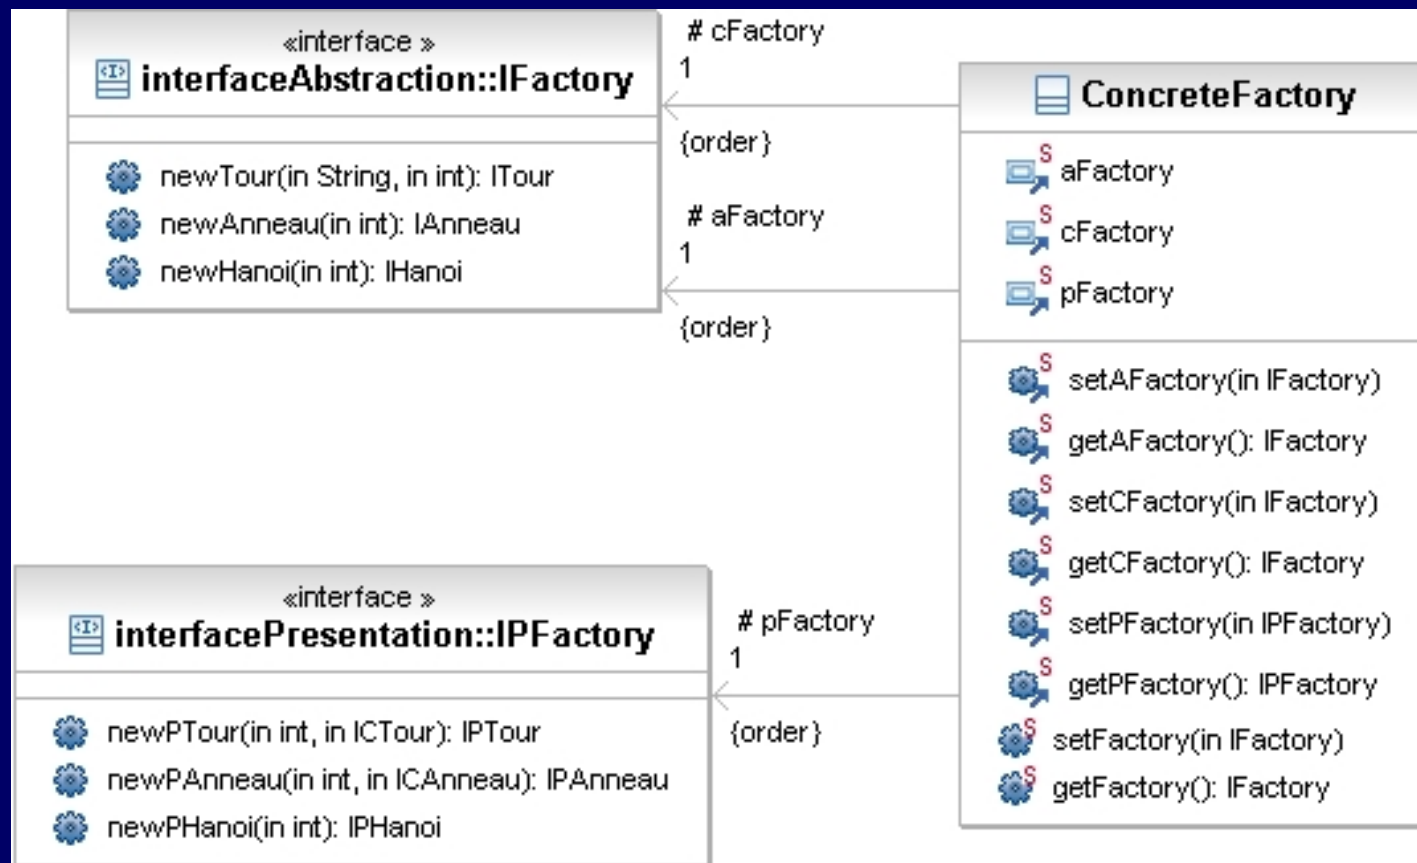 «interface »
interfaceAbstraction::IFactory
newTour(in String, in int): ITour
newAnneau(in int): IAnneau
newHanoi(in int): IHanoi
# cFactory
1
{order}
# aFactory
1
{order}
ConcreteFactory
S aFactory
S cFactory
S pFactory
S setAFactory(in IFactory)
S getAFactory(): IFactory
S setCFactory(in IFactory)
S getCFactory(): IFactory
S setPFactory(in IPFactory)
S getPFactory(): IPFactory
S setFactory(in IFactory)
S getFactory(): IFactory
«interface »
interfacePresentation::IPFactory
newPTour(in int, in ICTour): IPTour
newPAnneau(in int, in ICAnneau): IPAnneau
newPHanoi(in int): IPHanoi
# pFactory
1
{order}